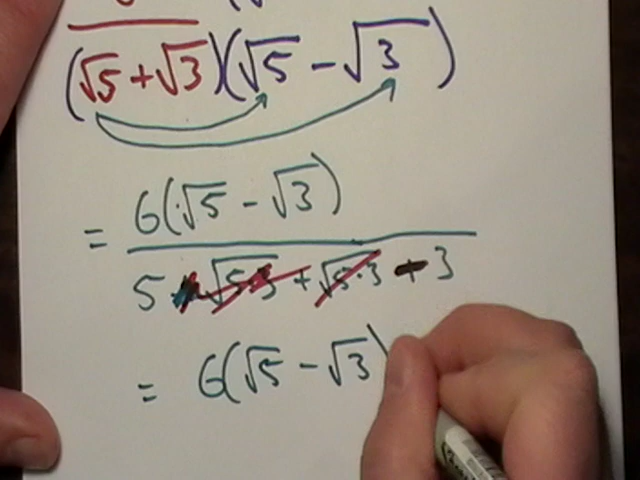 (√5 + √3)(√5 - √3)
= 6(√5 - √3)
5 √5·3 + √5·3 - 3
= 6(√5 - √3)